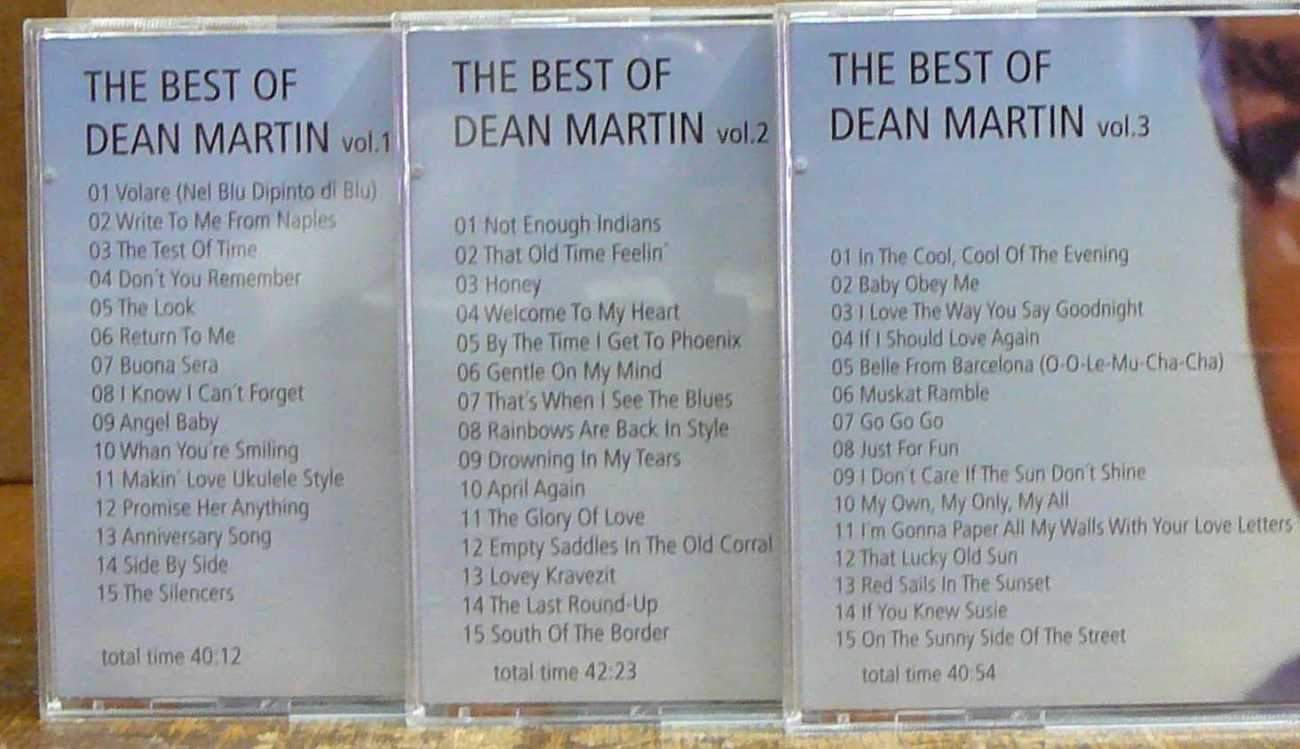 THE BEST OF
DEAN MARTIN vol.1
01 Volare (Nel Blu Dipinto di Blu)
02 Write To Me From Naples
03 The Test Of Time
04 Don´t You Remember
05 The Look
06 Return To Me
07 Buona Sera
08 I Know I Can´t Forget
09 Angel Baby
10 Whan You´re Smiling
11 Makin´ Love Ukulele Style
12 Promise Her Anything
13 Anniversary Song
14 Side By Side
15 The Silencers
total time 40:12
THE BEST OF
DEAN MARTIN vol.2
01 Not Enough Indians
02 That Old Time Feelin´
03 Honey
04 Welcome To My Heart
05 By The Time I Get To Phoenix
06 Gentle On My Mind
07 That´s When I See The Blues
08 Rainbows Are Back In Style
09 Drowning In My Tears
10 April Again
11 The Glory Of Love
12 Empty Saddles In The Old Corral
13 Lovey Kravezit
14 The Last Round-Up
15 South Of The Border
total time 42:23
THE BEST OF
DEAN MARTIN vol.3
01 In The Cool, Cool Of The Evening
02 Baby Obey Me
03 I Love The Way You Say Goodnight
04 If I Should Love Again
05 Belle From Barcelona (O-O-Le-Mu-Cha-Cha)
06 Muskat Ramble
07 Go Go Go
08 Just For Fun
09 I Don´t Care If The Sun Don´t Shine
10 My Own, My Only, My All
11 I´m Gonna Paper All My Walls With Your Love Letters
12 That Lucky Old Sun
13 Red Sails In The Sunset
14 If You Knew Susie
15 On The Sunny Side Of The Street
total time 40:54